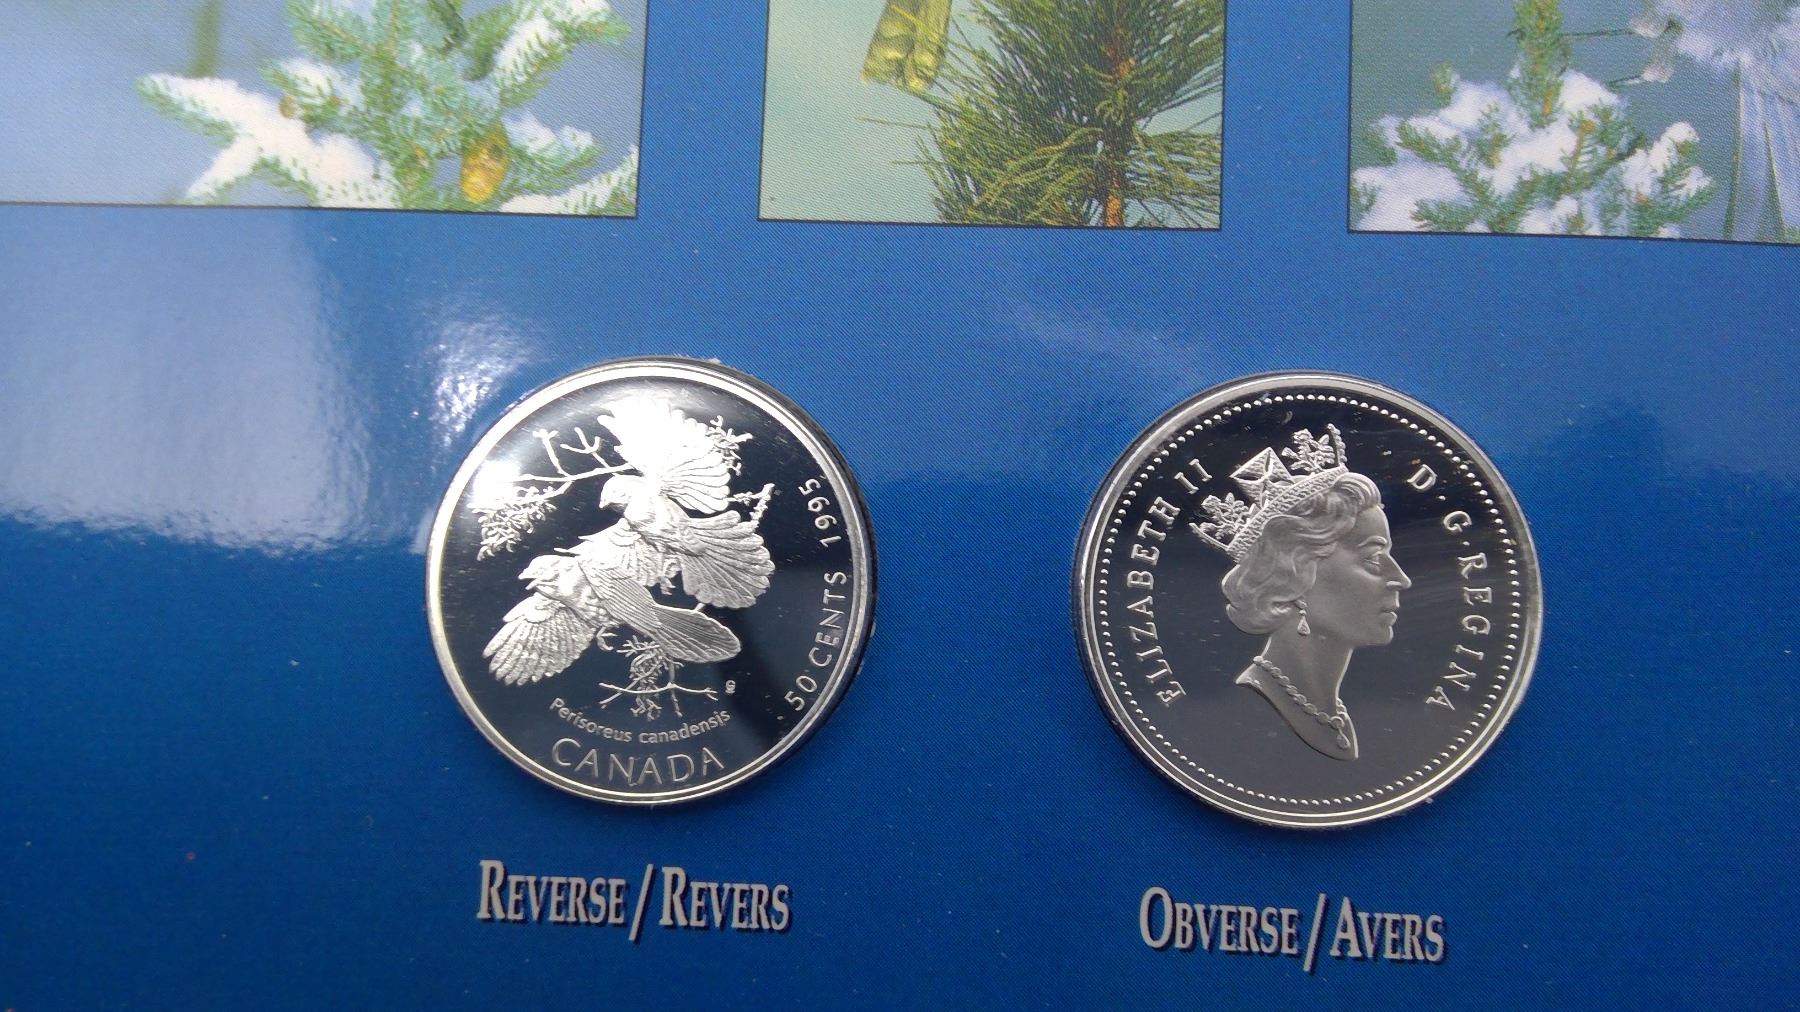 1995
50 CENTS
Perisoreus canadensis
CANADA
ELIZABETH II
D·G·REGINA
REVERSE/REVERS
OBVERSE/AVERS